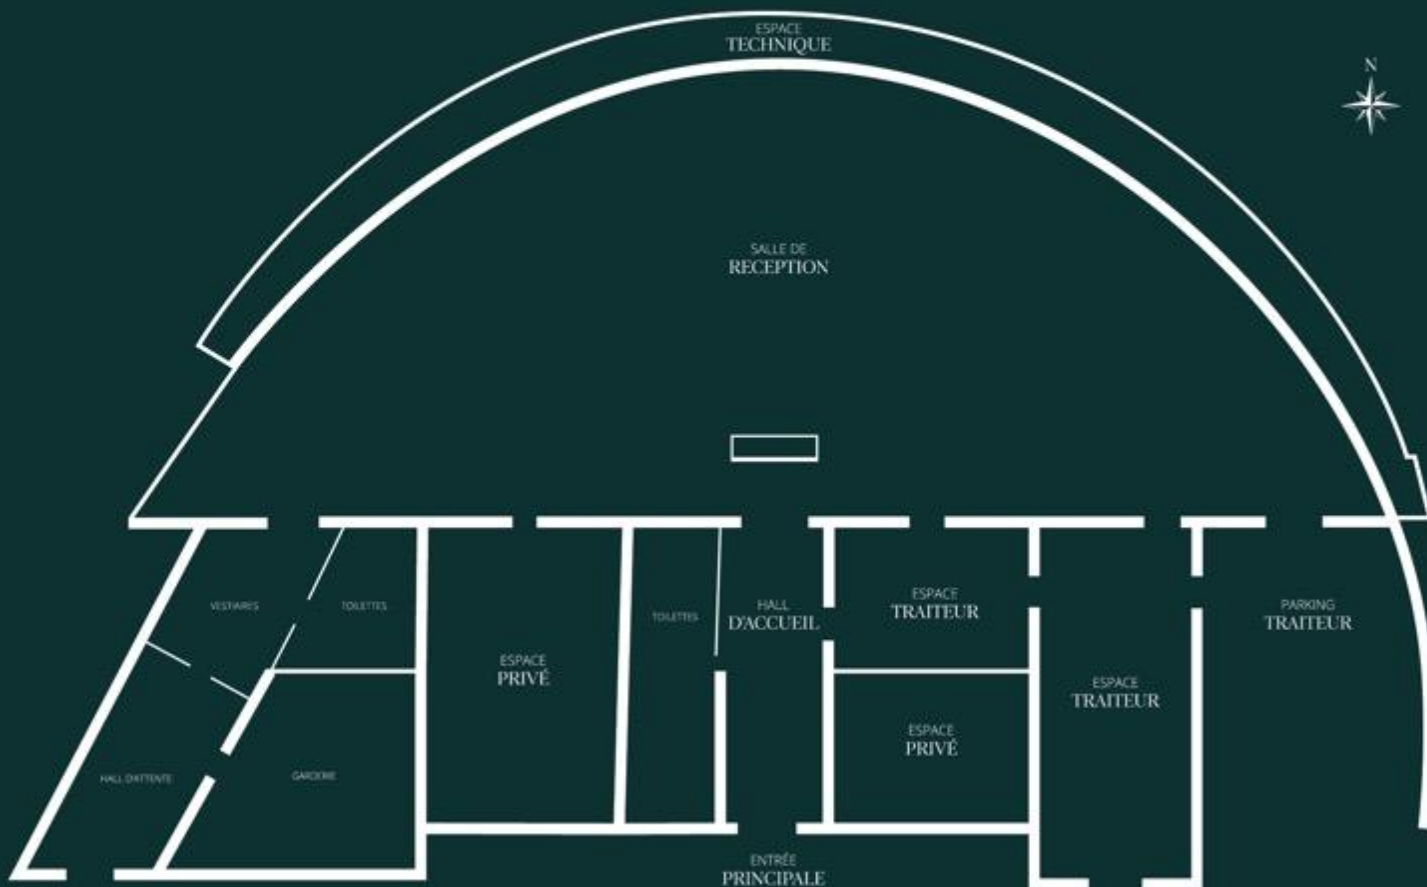 ESPACE
TECHNIQUE
N
SALLE DE
RECEPTION
VESTIAIRES
TOILETTES
TOILETTES
HALL
D'ACCUEIL
ESPACE
TRAITEUR
PARKING
TRAITEUR
ESPACE
PRIVÉ
ESPACE
TRAITEUR
ESPACE
PRIVÉ
HALL D'ATTENTE
GARDERIE
ENTRÉE
PRINCIPALE